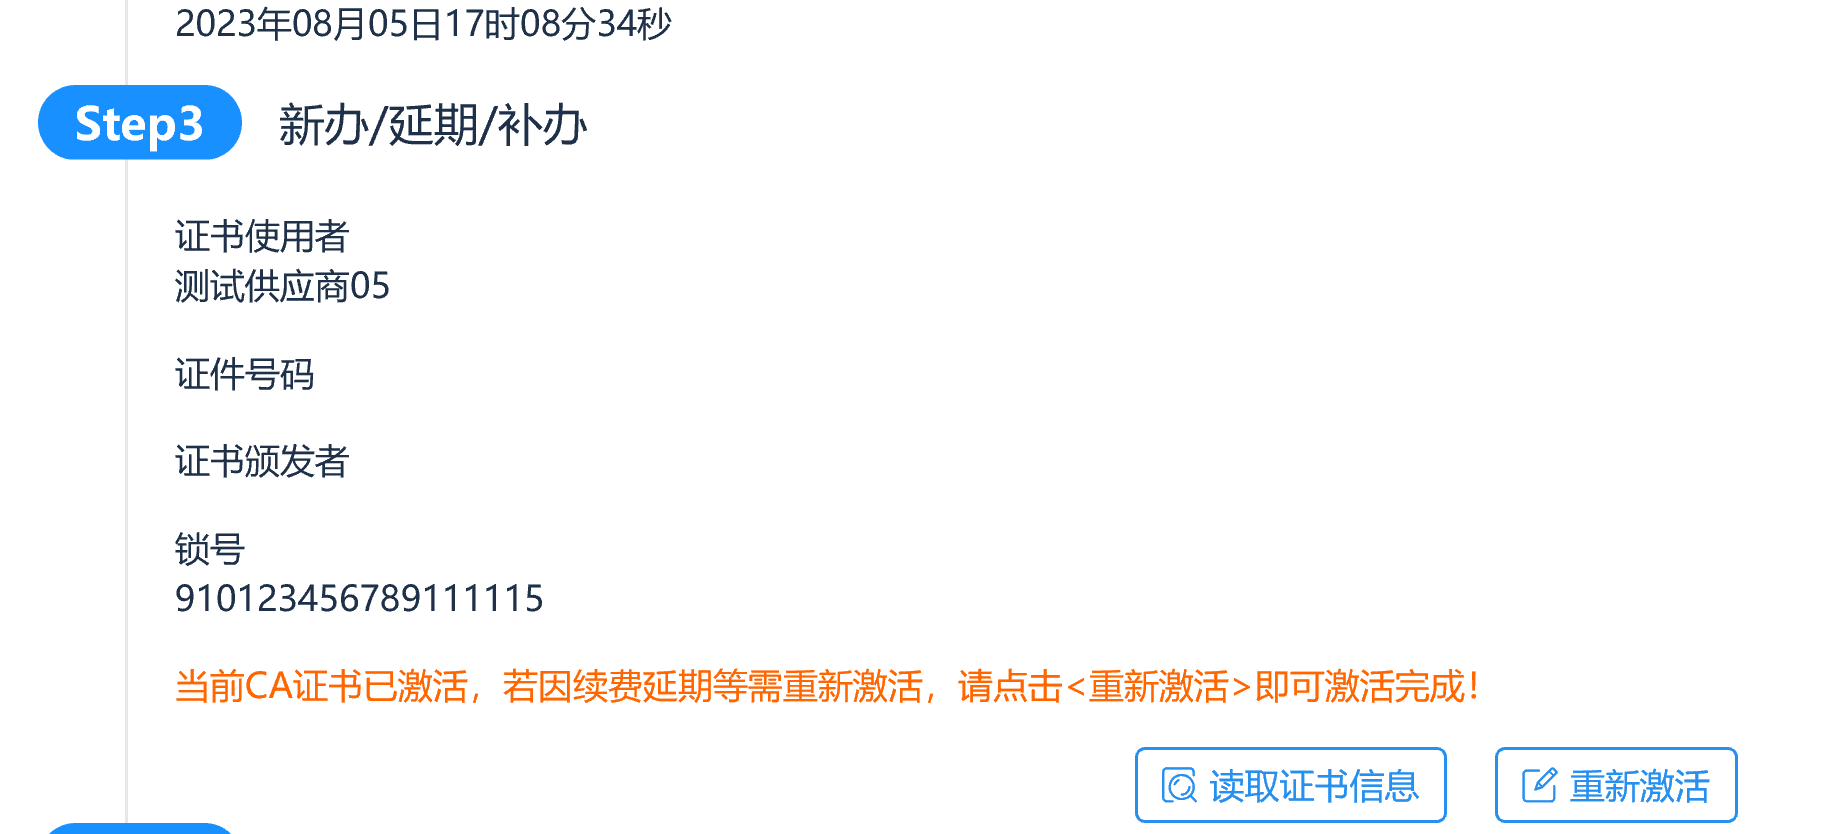 2023年08月05日17时08分34秒
Step3 新办/延期/补办
证书使用者
测试供应商05
证件号码
证书颁发者
锁号
910123456789111115
当前CA证书已激活，若因续费延期等需重新激活，请点击<重新激活>即可激活完成！
读取证书信息 重新激活